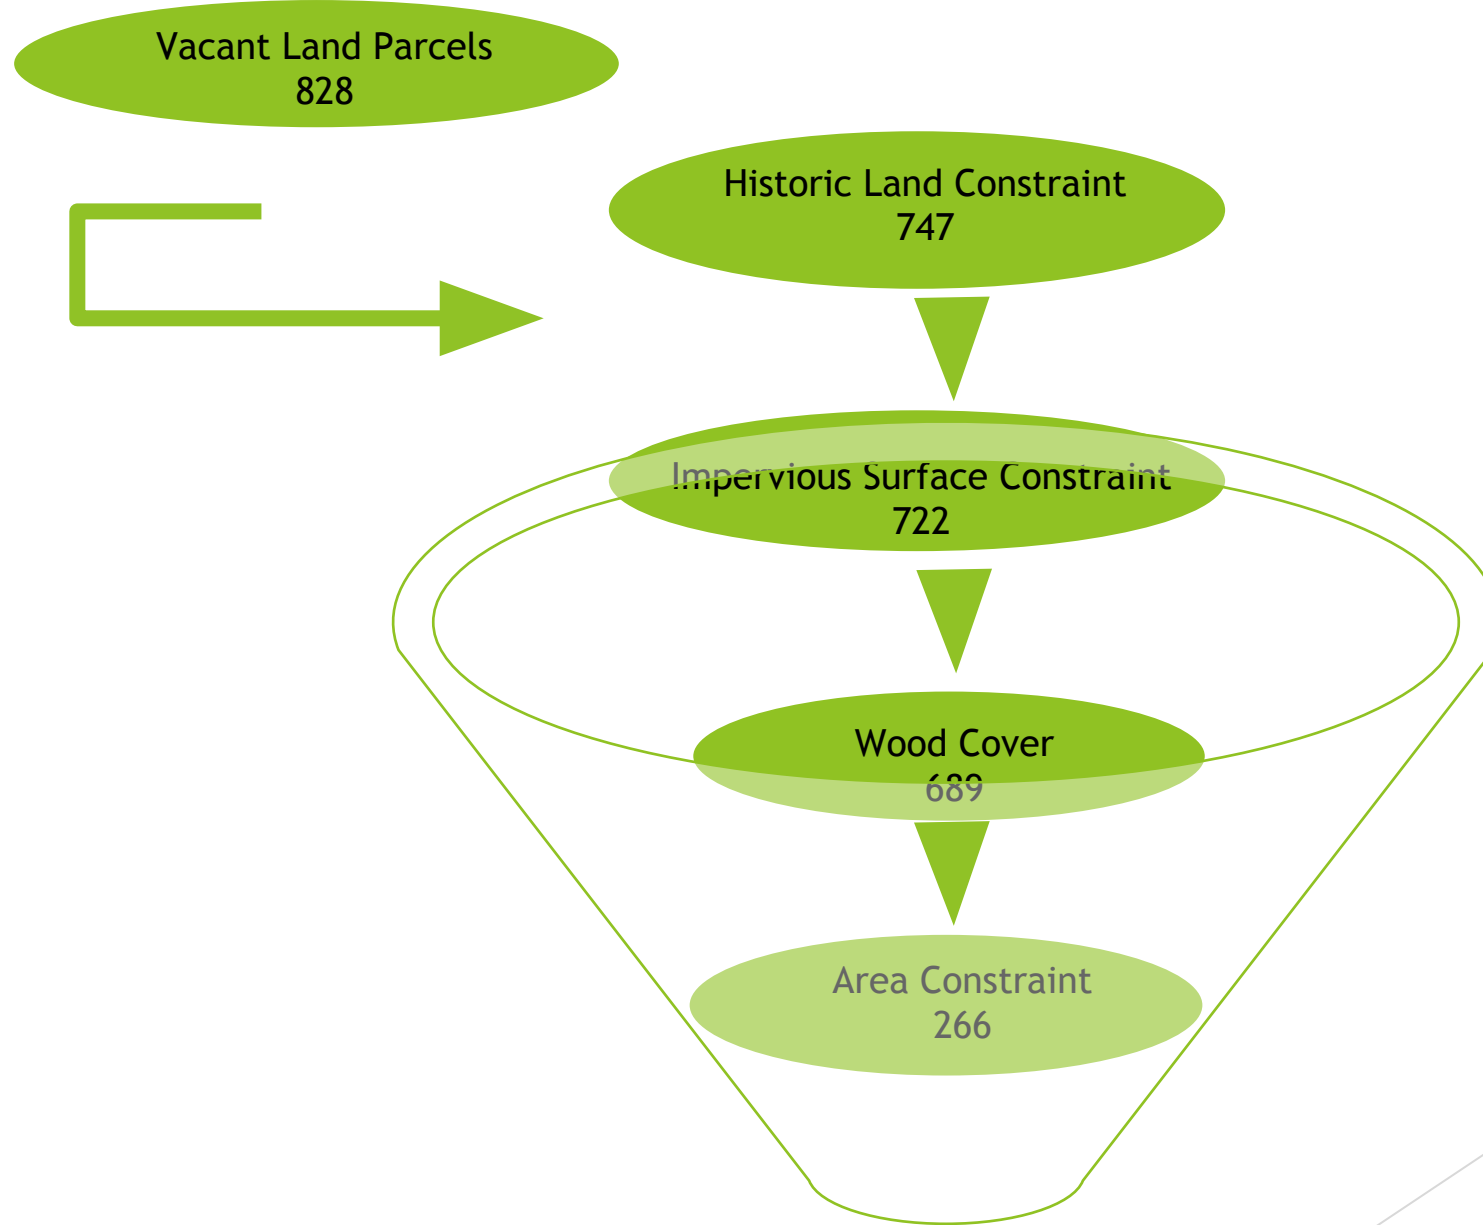 Vacant Land Parcels
828
Historic Land Constraint
747
Impervious Surface Constraint
722
Wood Cover
689
Area Constraint
266